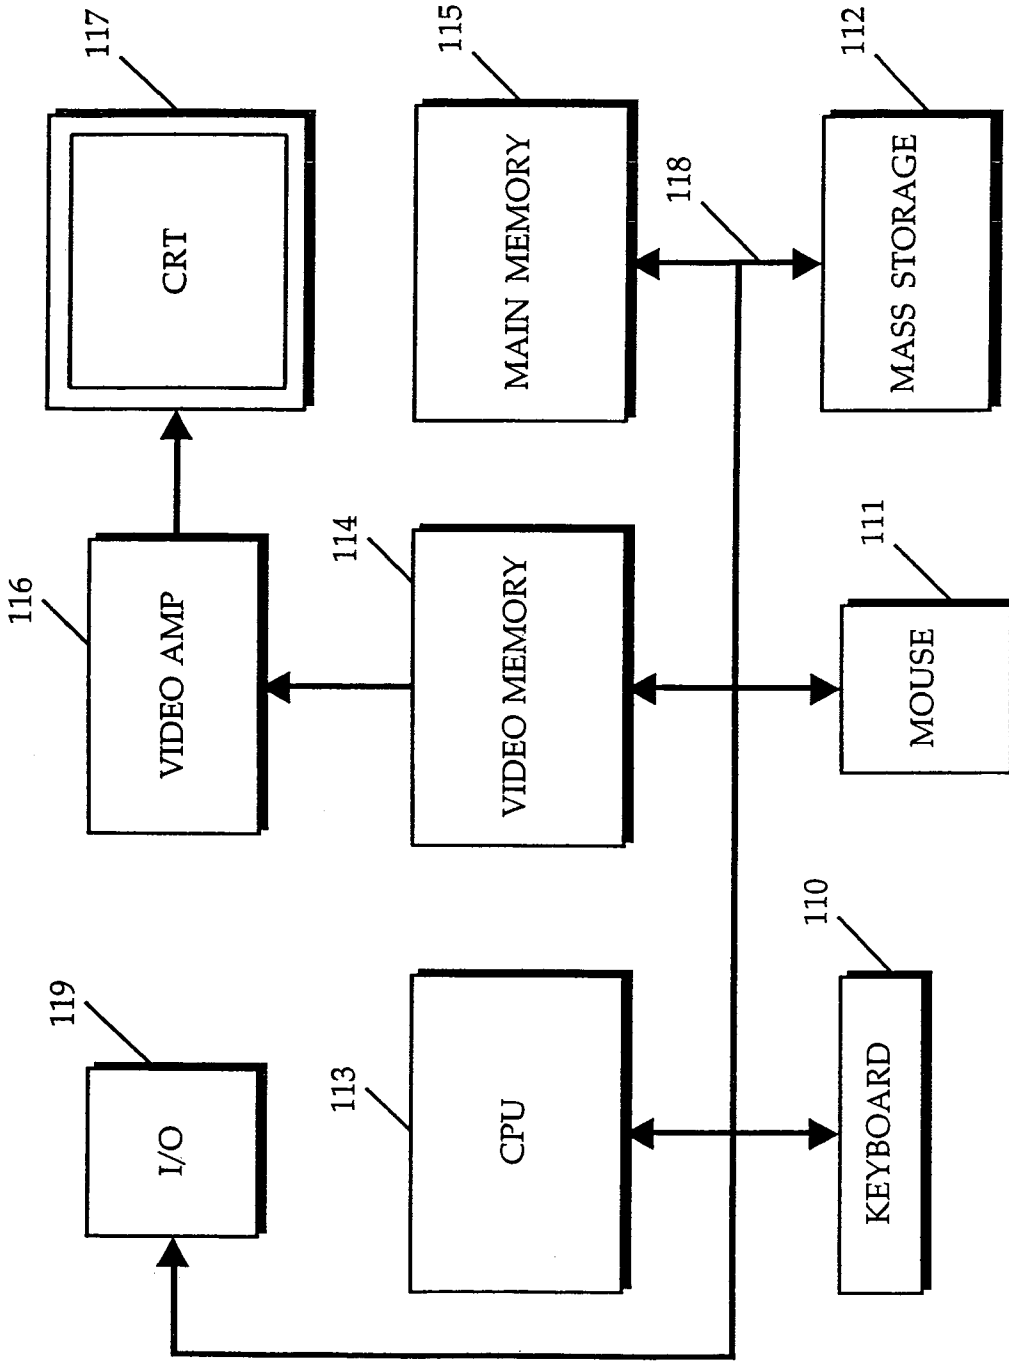 119
I/O
116
VIDEO AMP
117
CRT
113
CPU
114
VIDEO MEMORY
115
MAIN MEMORY
118
110
KEYBOARD
111
MOUSE
112
MASS STORAGE